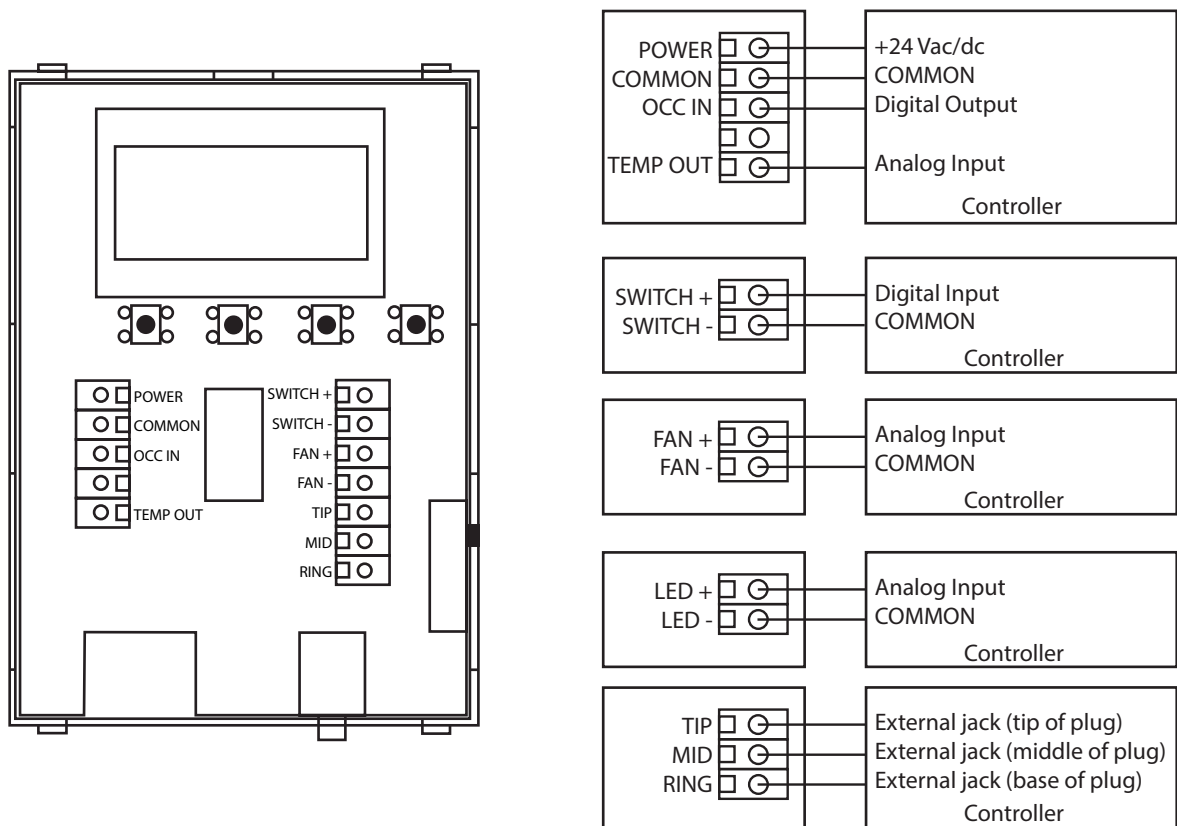 POWER
COMMON
OCC IN
TEMP OUT
SWITCH +
SWITCH -
FAN +
FAN -
TIP
MID
RING
POWER
COMMON
OCC IN
TEMP OUT
+24 Vac/dc
COMMON
Digital Output
Analog Input
Controller
SWITCH +
SWITCH -
Digital Input
COMMON
Controller
FAN +
FAN -
Analog Input
COMMON
Controller
LED +
LED -
Analog Input
COMMON
Controller
TIP
MID
RING
External jack (tip of plug)
External jack (middle of plug)
External jack (base of plug)
Controller